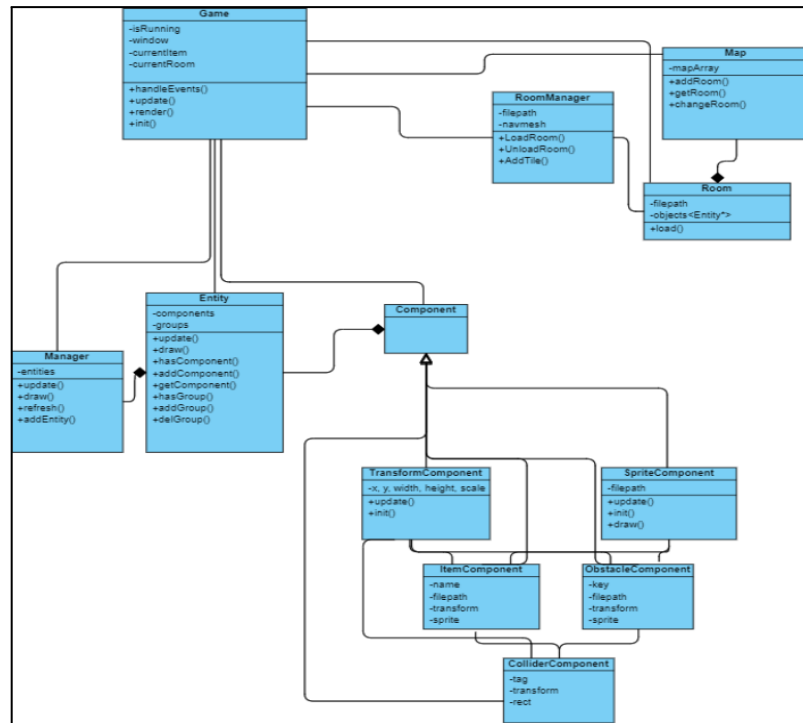 Game
-isRunning
-window
-currentItem
-currentRoom
+handleEvents()
+update()
+render()
+init()
Map
-mapArray
+addRoom()
+getRoom()
+changeRoom()
RoomManager
-filepath
-navmesh
+LoadRoom()
+UnloadRoom()
+AddTile()
Room
-filepath
-objects<Entity*>
+load()
Manager
-entities
+update()
+draw()
+refresh()
+addEntity()
Entity
-components
-groups
+update()
+draw()
+hasComponent()
+addComponent()
+getComponent()
+hasGroup()
+addGroup()
+delGroup()
Component
TransformComponent
-x, y, width, height, scale
+update()
+init()
SpriteComponent
-filepath
+update()
+init()
+draw()
ItemComponent
-name
-filepath
-transform
-sprite
ObstacleComponent
-key
-filepath
-transform
-sprite
ColliderComponent
-tag
-transform
-rect